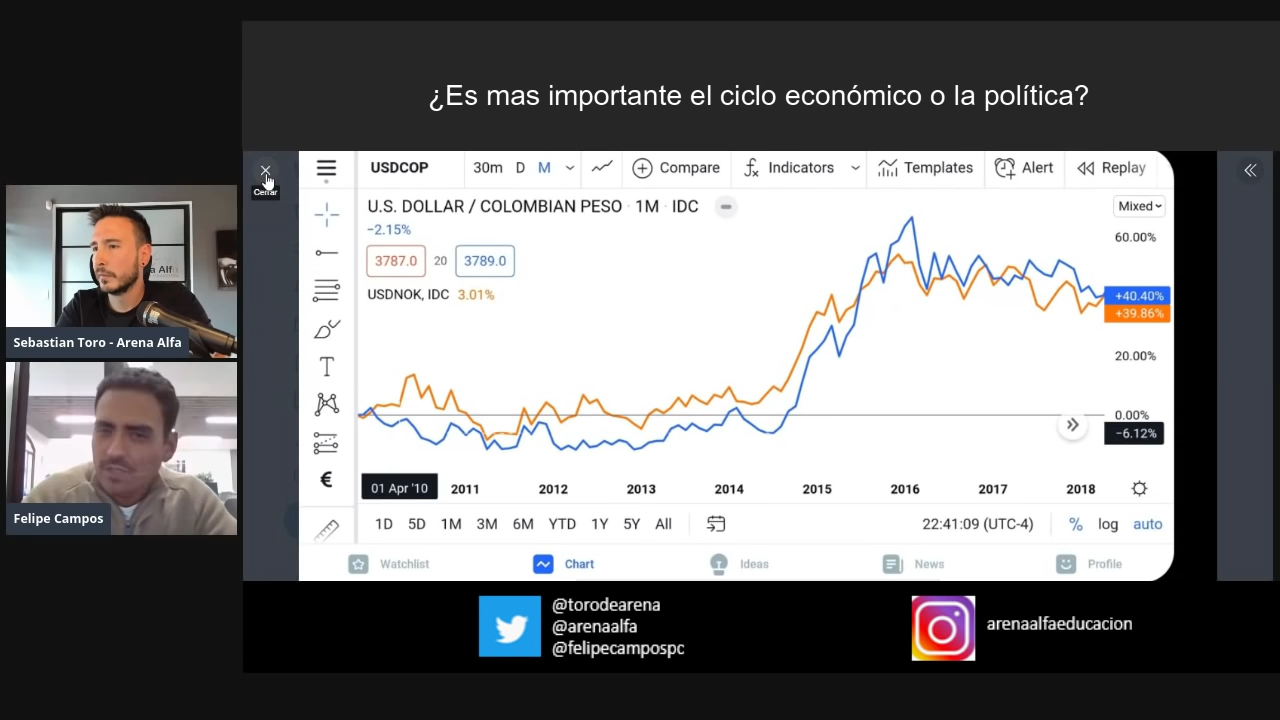 ¿Es mas importante el ciclo económico o la política?
Cerrar
USDCOP 30m D M Compare Indicators Templates Alert Replay
U.S. DOLLAR / COLOMBIAN PESO · 1M · IDC
−2.15%
3787.0 20 3789.0
USDNOK, IDC 3.01%
Mixed
60.00%
+40.40%
+39.86%
20.00%
0.00%
−6.12%
T
€
01 Apr '10 2011 2012 2013 2014 2015 2016 2017 2018
1D 5D 1M 3M 6M YTD 1Y 5Y All 22:41:09 (UTC-4) % log auto
Watchlist Chart Ideas News Profile
Sebastian Toro - Arena Alfa
Felipe Campos
@torodearena
@arenaalfa
@felipecampospc
arenaalfaeducacion